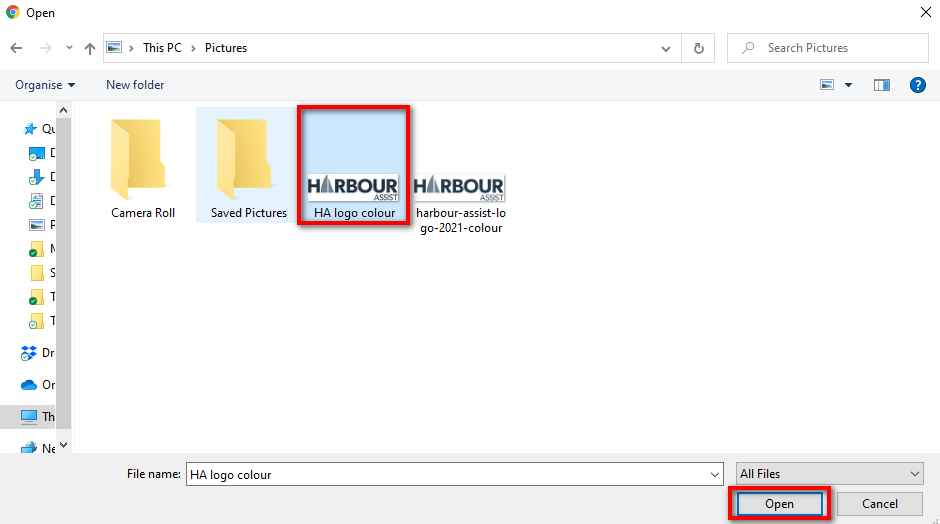 Open
This PC > Pictures
Search Pictures
Organise
New folder
?
Qu
D
D
D
P
M
S
T
T
Dr
Or
Th
Ne
HARBOUR
ASSIST
HARBOUR
ASSIST
Camera Roll
Saved Pictures
HA logo colour
harbour-assist-lo
go-2021-colour
File name:
HA logo colour
All Files
Open
Cancel